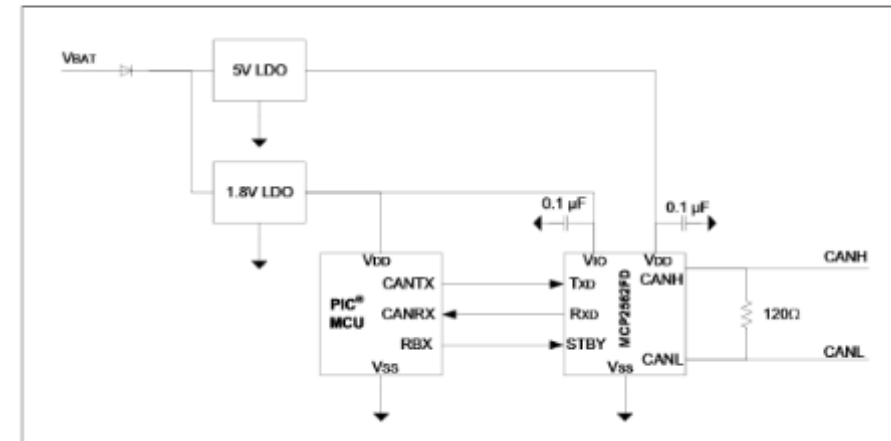 VBAT
5V LDO
1.8V LDO
0.1 µF
0.1 µF
VDD
CANTX
PIC®
MCU
CANRX
RBX
VSS
VIO
VDD
TXD
CANH
RXD
MCP2562FD
STBY
VSS
CANL
CANH
120Ω
CANL